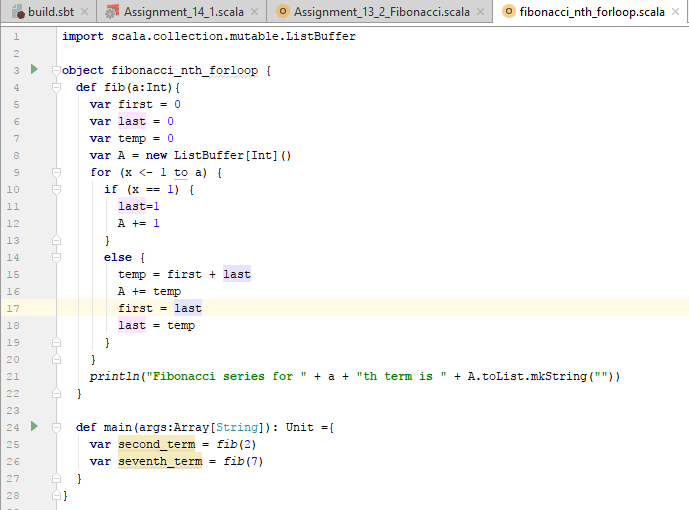 build.sbt × Assignment_14_1.scala × Assignment_13_2_Fibonacci.scala × fibonacci_nth_forloop.scala ×
1 import scala.collection.mutable.ListBuffer
2
3 object fibonacci_nth_forloop {
4 def fib(a:Int){
5 var first = 0
6 var last = 0
7 var temp = 0
8 var A = new ListBuffer[Int]()
9 for (x <- 1 to a) {
10 if (x == 1) {
11 last=1
12 A += 1
13 }
14 else {
15 temp = first + last
16 A += temp
17 first = last
18 last = temp
19 }
20 }
21 println("Fibonacci series for " + a + "th term is " + A.toList.mkString(""))
22 }
23
24 def main(args:Array[String]): Unit ={
25 var second_term = fib(2)
26 var seventh_term = fib(7)
27 }
28 }